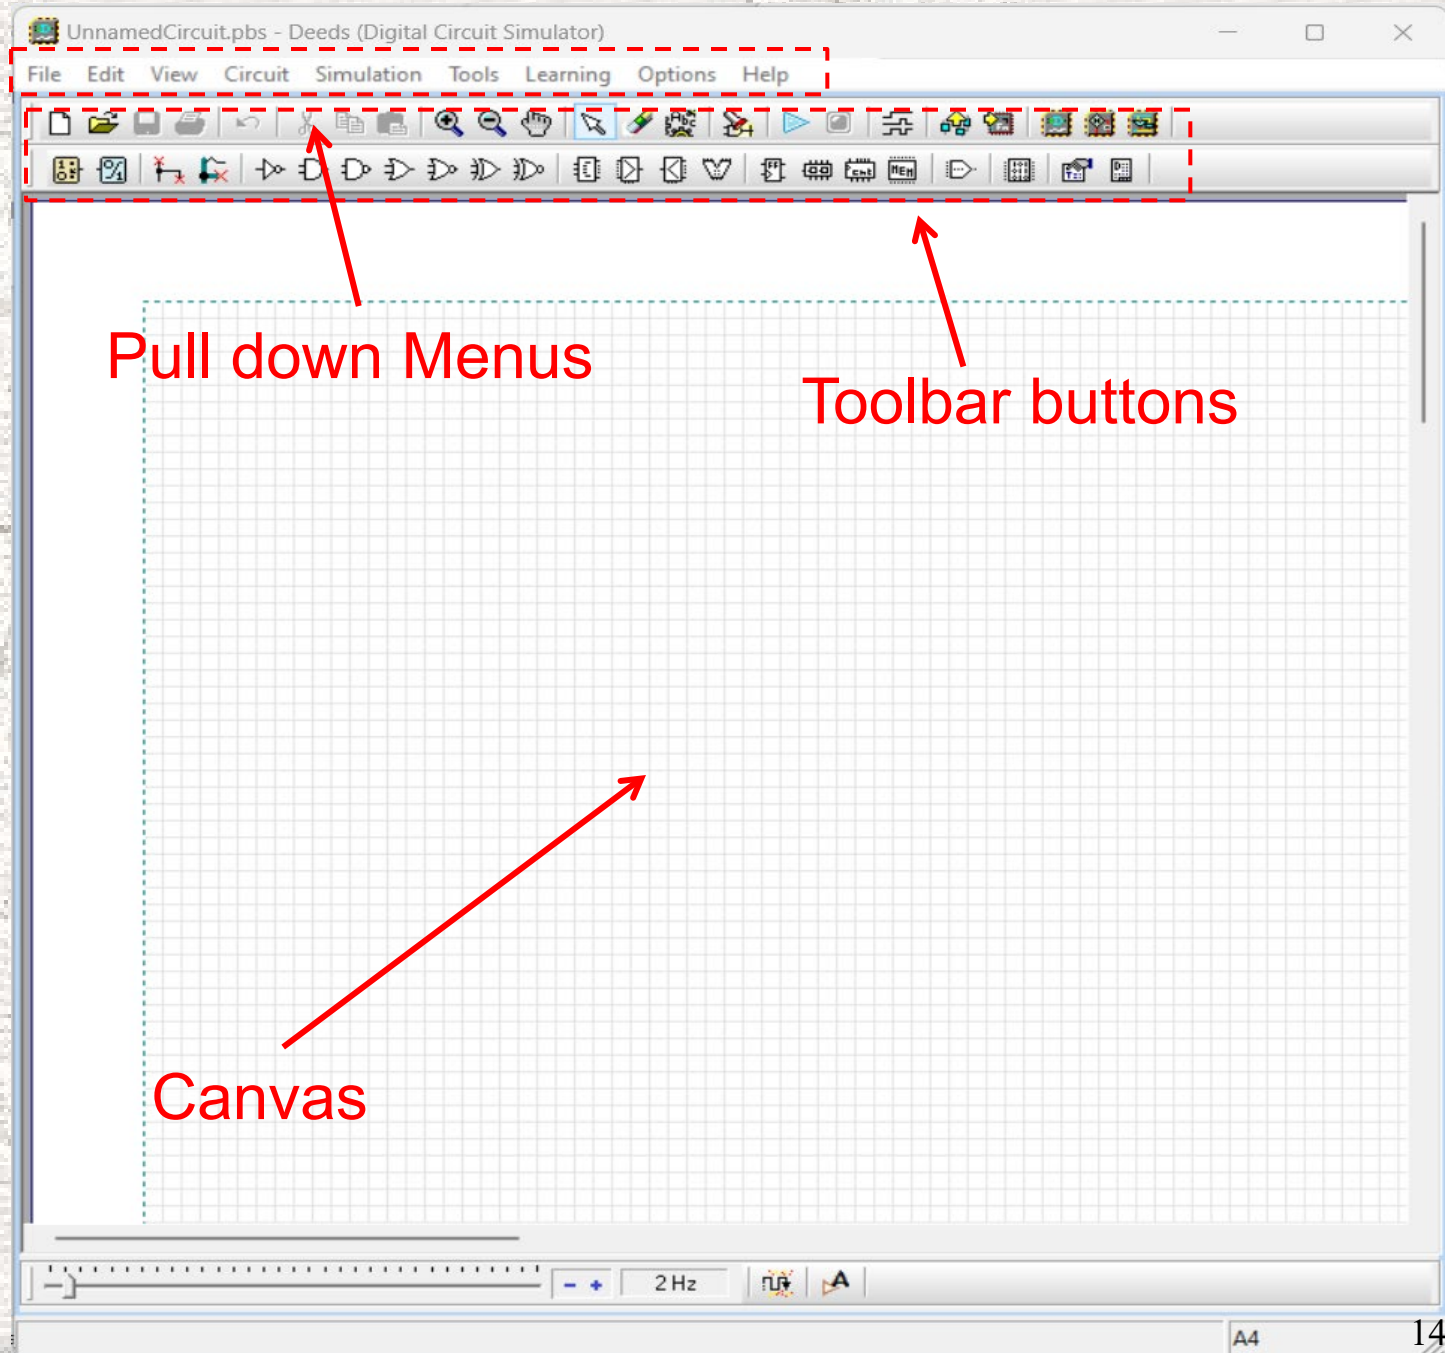 UnnamedCircuit.pbs - Deeds (Digital Circuit Simulator)
File Edit View Circuit Simulation Tools Learning Options Help
Pull down Menus
Toolbar buttons
Canvas
- + 2 Hz A
A4
14